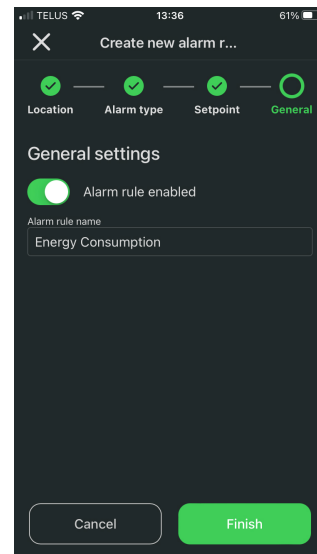 TELUS 13:36 61%
Create new alarm r...
Location Alarm type Setpoint General
General settings
Alarm rule enabled
Alarm rule name
Energy Consumption
Cancel Finish